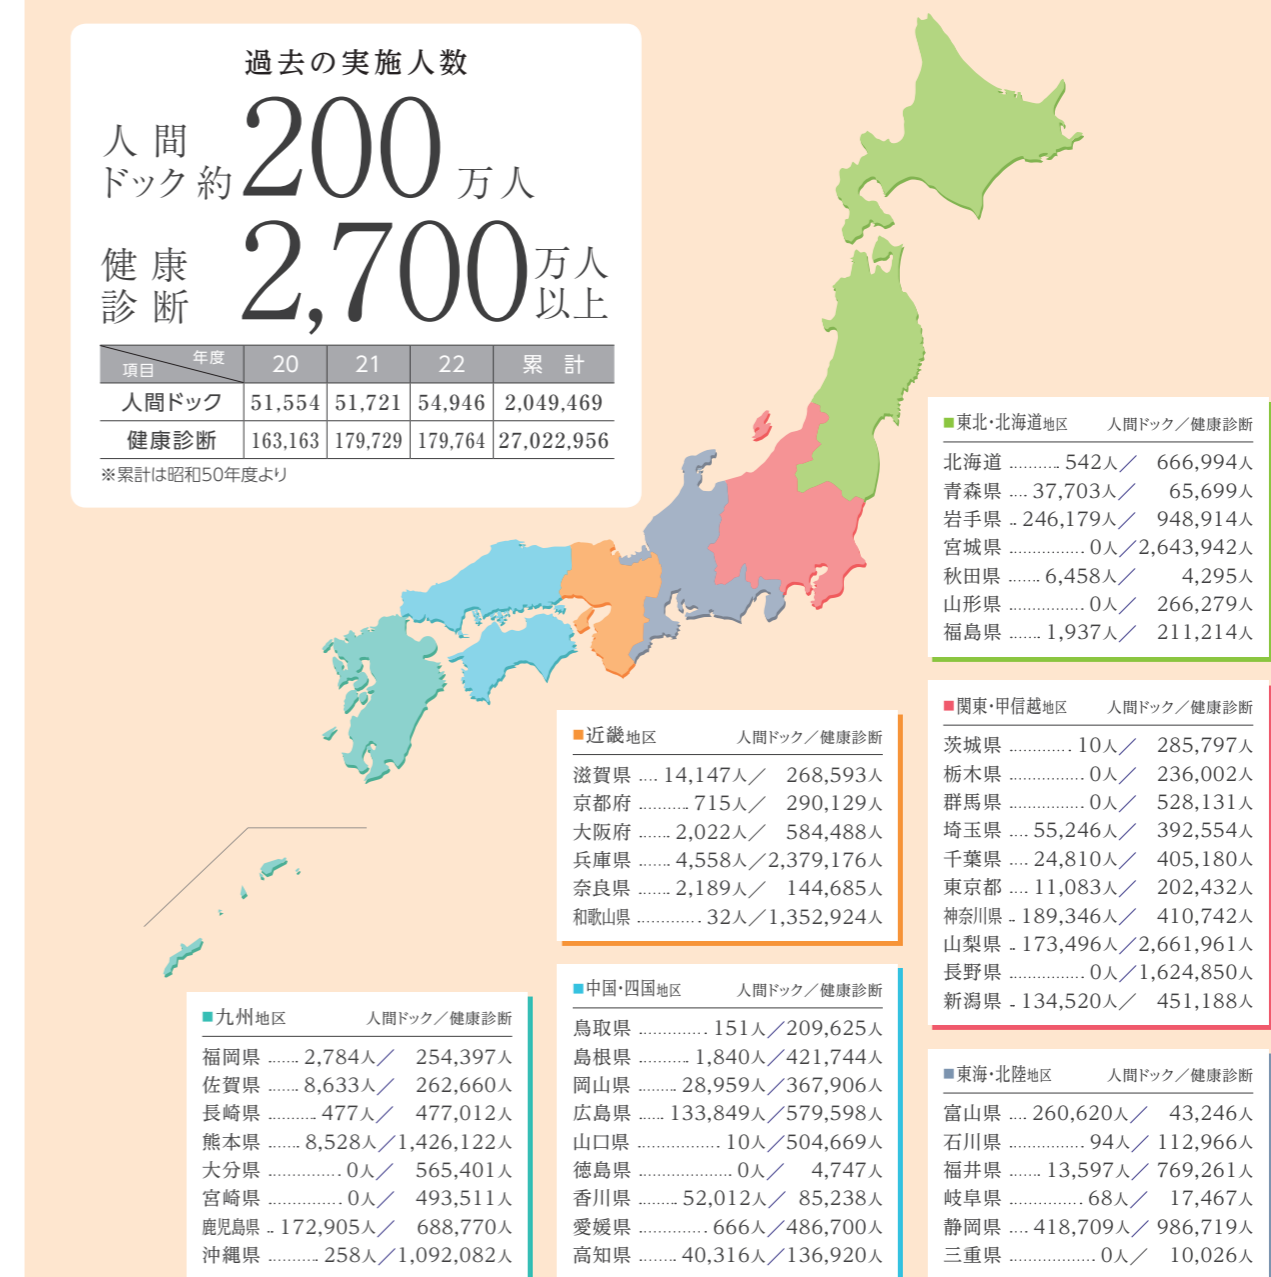 過去の実施人数
人間ドック 約200万人
健康診断 2,700万人以上
項目 年度 20 21 22 累計
人間ドック 51,554 51,721 54,946 2,049,469
健康診断 163,163 179,729 179,764 27,022,956
※累計は昭和50年度より
■東北・北海道地区 人間ドック／健康診断
北海道 .......... 542人／ 666,994人
青森県 .... 37,703人／ 65,699人
岩手県 .. 246,179人／ 948,914人
宮城県 ................ 0人／2,643,942人
秋田県 ....... 6,458人／ 4,295人
山形県 ................ 0人／ 266,279人
福島県 ....... 1,937人／ 211,214人
■関東・甲信越地区 人間ドック／健康診断
茨城県 ............. 10人／ 285,797人
栃木県 ................ 0人／ 236,002人
群馬県 ................ 0人／ 528,131人
埼玉県 .... 55,246人／ 392,554人
千葉県 .... 24,810人／ 405,180人
東京都 .... 11,083人／ 202,432人
神奈川県 .. 189,346人／ 410,742人
山梨県 .. 173,496人／2,661,961人
長野県 ................ 0人／1,624,850人
新潟県 .. 134,520人／ 451,188人
■近畿地区 人間ドック／健康診断
滋賀県 .... 14,147人／ 268,593人
京都府 .......... 715人／ 290,129人
大阪府 ....... 2,022人／ 584,488人
兵庫県 ....... 4,558人／2,379,176人
奈良県 ....... 2,189人／ 144,685人
和歌山県 ............. 32人／1,352,924人
■中国・四国地区 人間ドック／健康診断
鳥取県 .............. 151人／209,625人
島根県 .......... 1,840人／421,744人
岡山県 ........ 28,959人／367,906人
広島県 ...... 133,849人／579,598人
山口県 ................. 10人／504,669人
徳島県 .................... 0人／ 4,747人
香川県 ........ 52,012人／ 85,238人
愛媛県 .............. 666人／486,700人
高知県 ........ 40,316人／136,920人
■九州地区 人間ドック／健康診断
福岡県 ....... 2,784人／ 254,397人
佐賀県 ....... 8,633人／ 262,660人
長崎県 .......... 477人／ 477,012人
熊本県 ....... 8,528人／1,426,122人
大分県 ................ 0人／ 565,401人
宮崎県 ................ 0人／ 493,511人
鹿児島県 .. 172,905人／ 688,770人
沖縄県 .......... 258人／1,092,082人
■東海・北陸地区 人間ドック／健康診断
富山県 .... 260,620人／ 43,246人
石川県 ................ 94人／ 112,966人
福井県 ....... 13,597人／ 769,261人
岐阜県 ............... 68人／ 17,467人
静岡県 .... 418,709人／ 986,719人
三重県 .................. 0人／ 10,026人